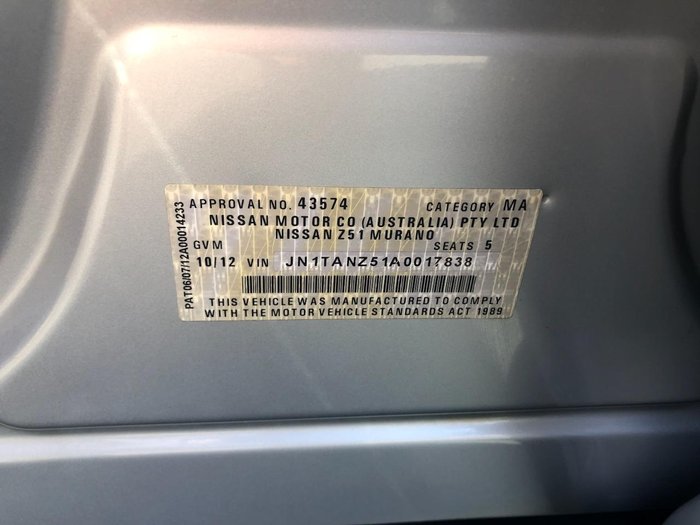 APPROVAL NO. 43574 CATEGORY MA
NISSAN MOTOR CO (AUSTRALIA) PTY LTD
NISSAN Z51 MURANO
GVM SEATS 5
10/12 VIN JN1TANZ51A0017838
THIS VEHICLE WAS MANUFACTURED TO COMPLY
WITH THE MOTOR VEHICLE STANDARDS ACT 1989
PAT06/07/12A00014233